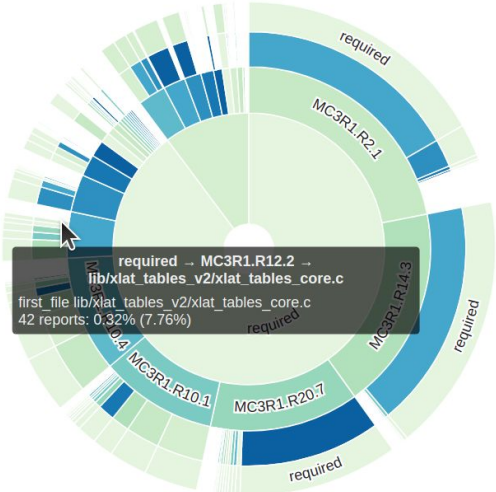 required
MC3R1.R2.1
required → MC3R1.R12.2 →
lib/xlat_tables_v2/xlat_tables_core.c
first_file lib/xlat_tables_v2/xlat_tables_core.c
42 reports: 0.32% (7.76%)
required
MC3R1.R14.3
required
MC3R1.R10.1
MC3R1.R20.7
required